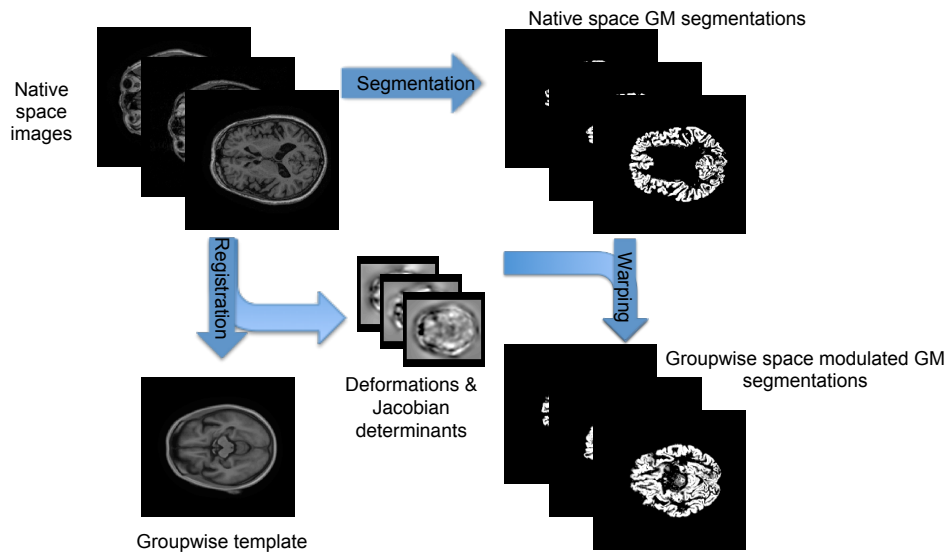 Native space GM segmentations
Native
space
images
Segmentation
Registration
Warping
Deformations &
Jacobian
determinants
Groupwise space modulated GM
segmentations
Groupwise template